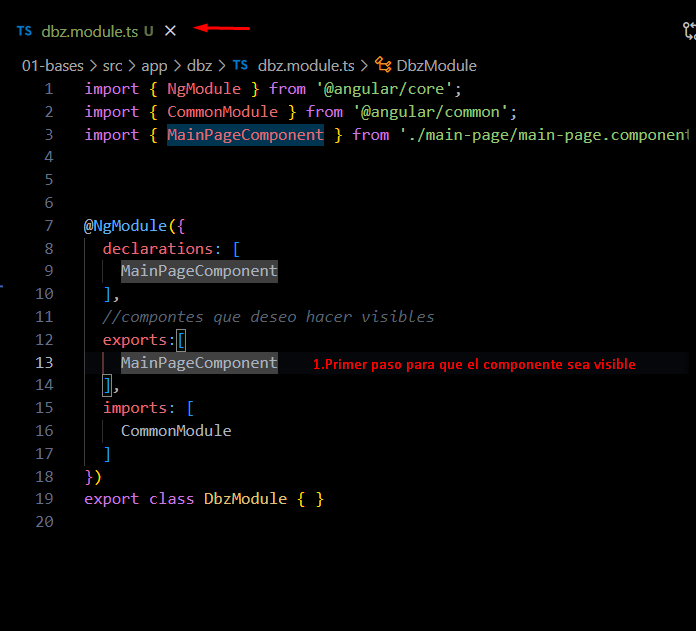 TS dbz.module.ts U ×
01-bases > src > app > dbz > TS dbz.module.ts > DbzModule
1 import { NgModule } from '@angular/core';
2 import { CommonModule } from '@angular/common';
3 import { MainPageComponent } from './main-page/main-page.component
4
5
6
7 @NgModule({
8 declarations: [
9 MainPageComponent
10 ],
11 //compontes que deseo hacer visibles
12 exports:[
13 MainPageComponent 1.Primer paso para que el componente sea visible
14 ],
15 imports: [
16 CommonModule
17 ]
18 })
19 export class DbzModule { }
20